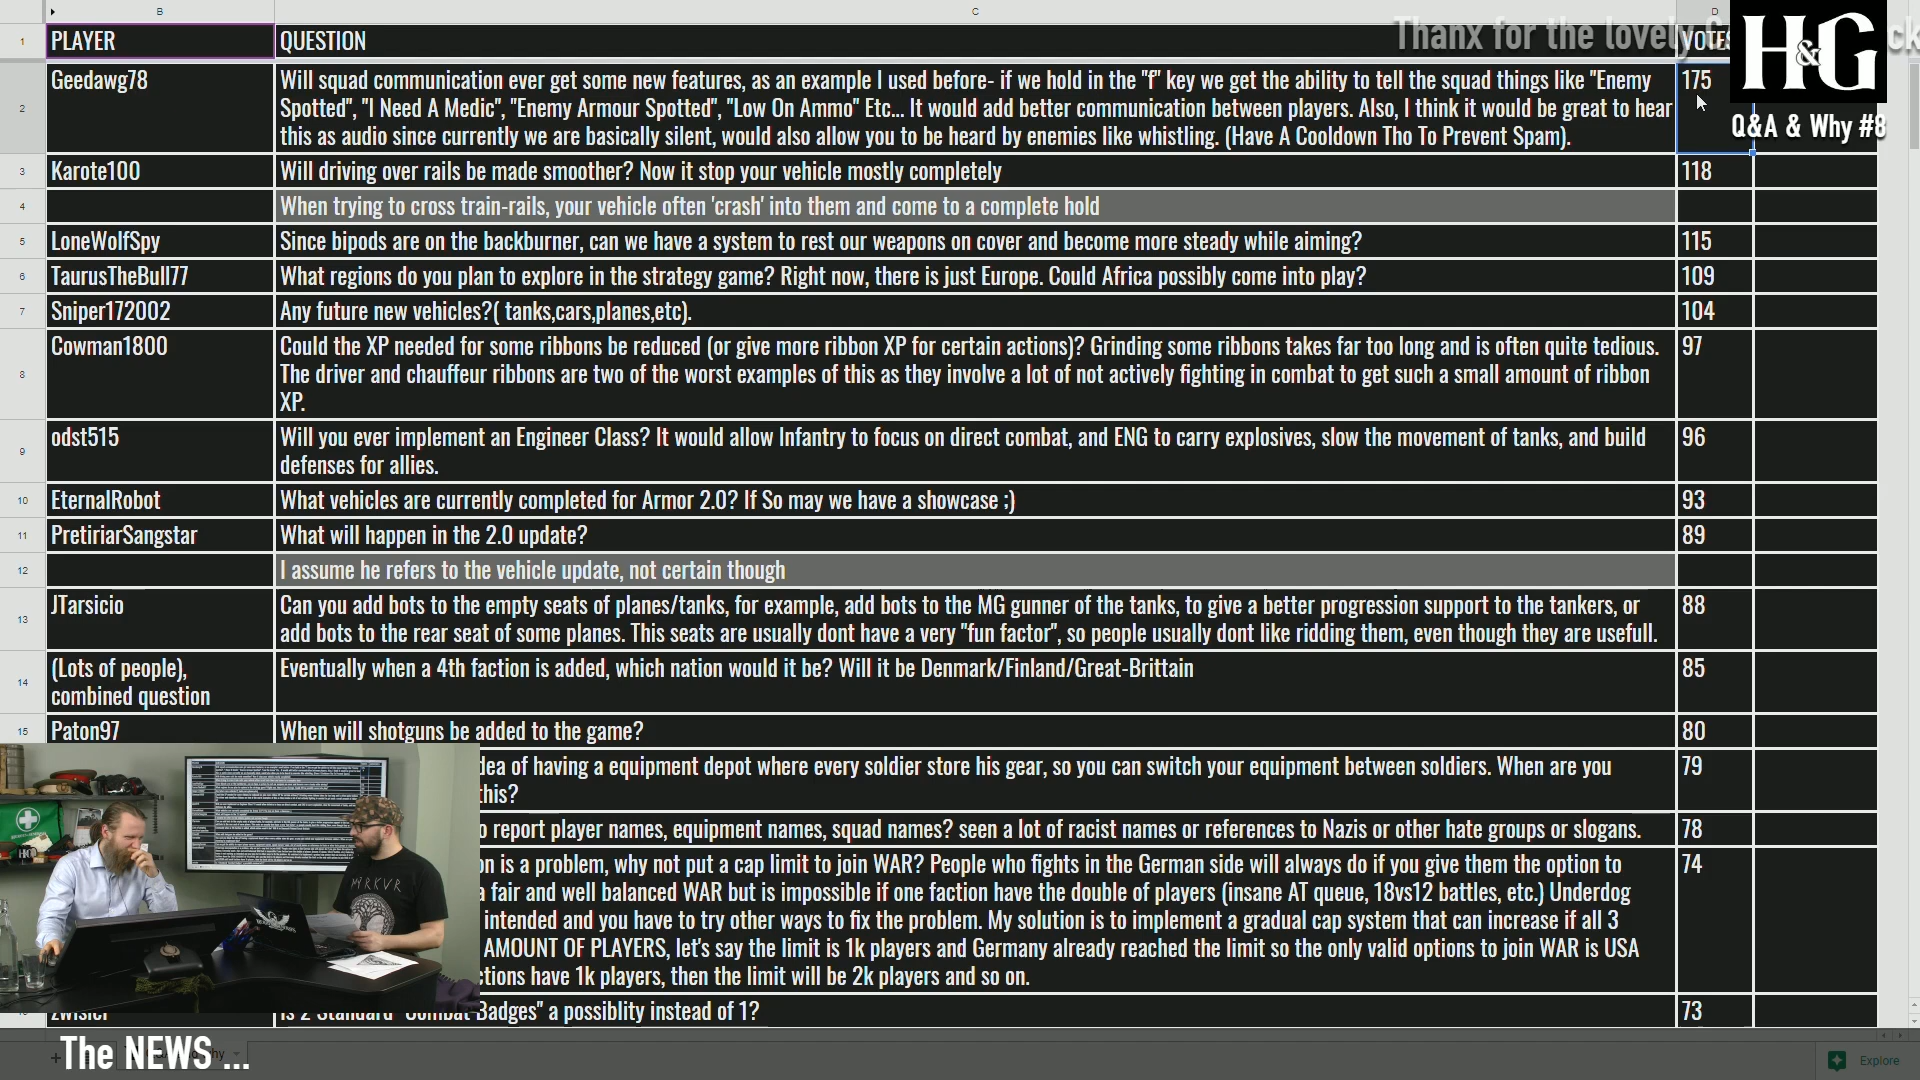 B
C
D
Thanx for the lovely
ck
1
PLAYER
QUESTION
VOTES
H&G
Q&A & Why #8
2
Geedawg78
Will squad communication ever get some new features, as an example I used before- if we hold in the "f" key we get the ability to tell the squad things like "Enemy
Spotted", "I Need A Medic", "Enemy Armour Spotted", "Low On Ammo" Etc... It would add better communication between players. Also, I think it would be great to hear
this as audio since currently we are basically silent, would also allow you to be heard by enemies like whistling. (Have A Cooldown Tho To Prevent Spam).
175
3
Karote100
Will driving over rails be made smoother? Now it stop your vehicle mostly completely
118
4
When trying to cross train-rails, your vehicle often 'crash' into them and come to a complete hold
5
LoneWolfSpy
Since bipods are on the backburner, can we have a system to rest our weapons on cover and become more steady while aiming?
115
6
TaurusTheBull77
What regions do you plan to explore in the strategy game? Right now, there is just Europe. Could Africa possibly come into play?
109
7
Sniper172002
Any future new vehicles?( tanks,cars,planes,etc).
104
8
Cowman1800
Could the XP needed for some ribbons be reduced (or give more ribbon XP for certain actions)? Grinding some ribbons takes far too long and is often quite tedious.
The driver and chauffeur ribbons are two of the worst examples of this as they involve a lot of not actively fighting in combat to get such a small amount of ribbon
XP.
97
9
odst515
Will you ever implement an Engineer Class? It would allow Infantry to focus on direct combat, and ENG to carry explosives, slow the movement of tanks, and build
defenses for allies.
96
10
EternalRobot
What vehicles are currently completed for Armor 2.0? If So may we have a showcase ;)
93
11
PretiriarSangstar
What will happen in the 2.0 update?
89
12
I assume he refers to the vehicle update, not certain though
13
JTarsicio
Can you add bots to the empty seats of planes/tanks, for example, add bots to the MG gunner of the tanks, to give a better progression support to the tankers, or
add bots to the rear seat of some planes. This seats are usually dont have a very "fun factor", so people usually dont like ridding them, even though they are usefull.
88
14
(Lots of people),
combined question
Eventually when a 4th faction is added, which nation would it be? Will it be Denmark/Finland/Great-Brittain
85
15
Paton97
When will shotguns be added to the game?
80
dea of having a equipment depot where every soldier store his gear, so you can switch your equipment between soldiers. When are you
this?
79
o report player names, equipment names, squad names? seen a lot of racist names or references to Nazis or other hate groups or slogans.
78
on is a problem, why not put a cap limit to join WAR? People who fights in the German side will always do if you give them the option to
a fair and well balanced WAR but is impossible if one faction have the double of players (insane AT queue, 18vs12 battles, etc.) Underdog
intended and you have to try other ways to fix the problem. My solution is to implement a gradual cap system that can increase if all 3
AMOUNT OF PLAYERS, let's say the limit is 1k players and Germany already reached the limit so the only valid options to join WAR is USA
ctions have 1k players, then the limit will be 2k players and so on.
74
MYRKVR
Zwisler
Is 2 Standard "Combat Badges" a possiblity instead of 1?
73
The NEWS ...
Explore